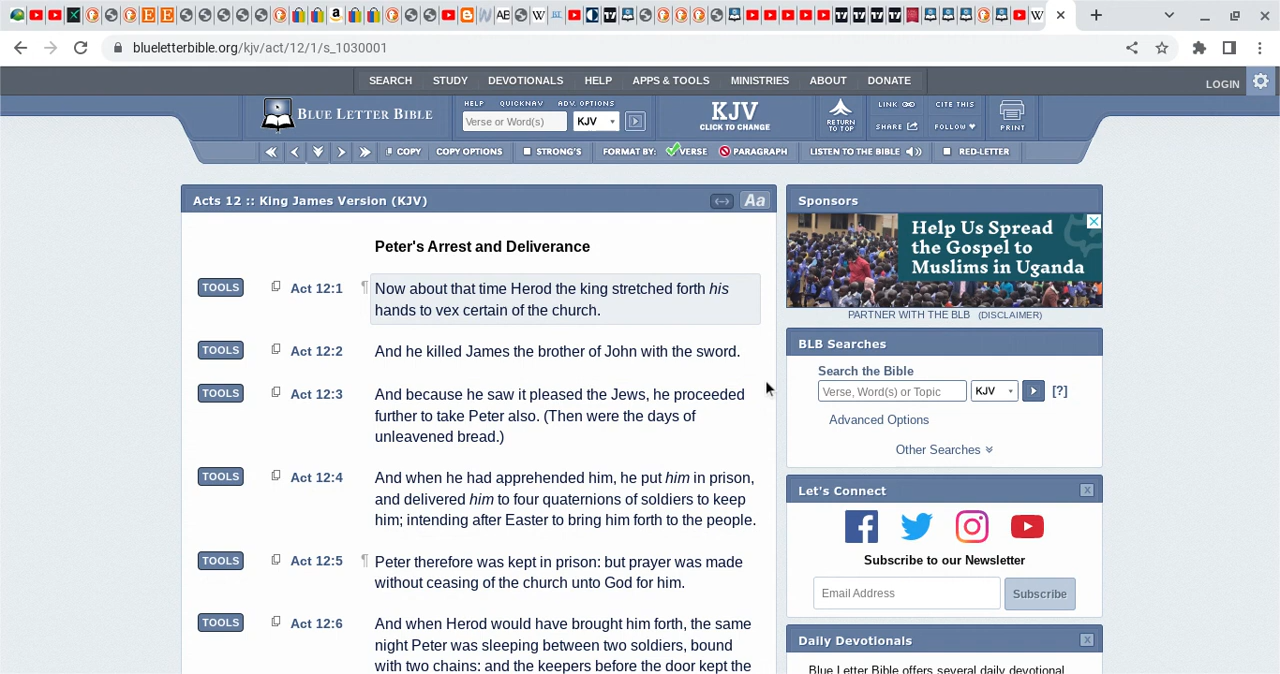 blueletterbible.org/kjv/act/12/1/s_1030001
SEARCH STUDY DEVOTIONALS HELP APPS & TOOLS MINISTRIES ABOUT DONATE
LOGIN
BLUE LETTER BIBLE
HELP QUICKNAV ADV. OPTIONS
Verse or Word(s) KJV
KJV
CLICK TO CHANGE
RETURN TO TOP
LINK CITE THIS
SHARE FOLLOW
PRINT
COPY COPY OPTIONS STRONG'S FORMAT BY: VERSE PARAGRAPH LISTEN TO THE BIBLE RED-LETTER
Acts 12 :: King James Version (KJV)
Aa
Peter's Arrest and Deliverance
TOOLS Act 12:1 ¶ Now about that time Herod the king stretched forth his
hands to vex certain of the church.
TOOLS Act 12:2 And he killed James the brother of John with the sword.
TOOLS Act 12:3 And because he saw it pleased the Jews, he proceeded
further to take Peter also. (Then were the days of
unleavened bread.)
TOOLS Act 12:4 And when he had apprehended him, he put him in prison,
and delivered him to four quaternions of soldiers to keep
him; intending after Easter to bring him forth to the people.
TOOLS Act 12:5 ¶ Peter therefore was kept in prison: but prayer was made
without ceasing of the church unto God for him.
TOOLS Act 12:6 And when Herod would have brought him forth, the same
night Peter was sleeping between two soldiers, bound
with two chains: and the keepers before the door kept the
Sponsors
Help Us Spread
the Gospel to
Muslims in Uganda
PARTNER WITH THE BLB (DISCLAIMER)
BLB Searches
Search the Bible
Verse, Word(s) or Topic KJV [?]
Advanced Options
Other Searches
Let's Connect X
Subscribe to our Newsletter
Email Address Subscribe
Daily Devotionals X
Blue Letter Bible offers several daily devotional